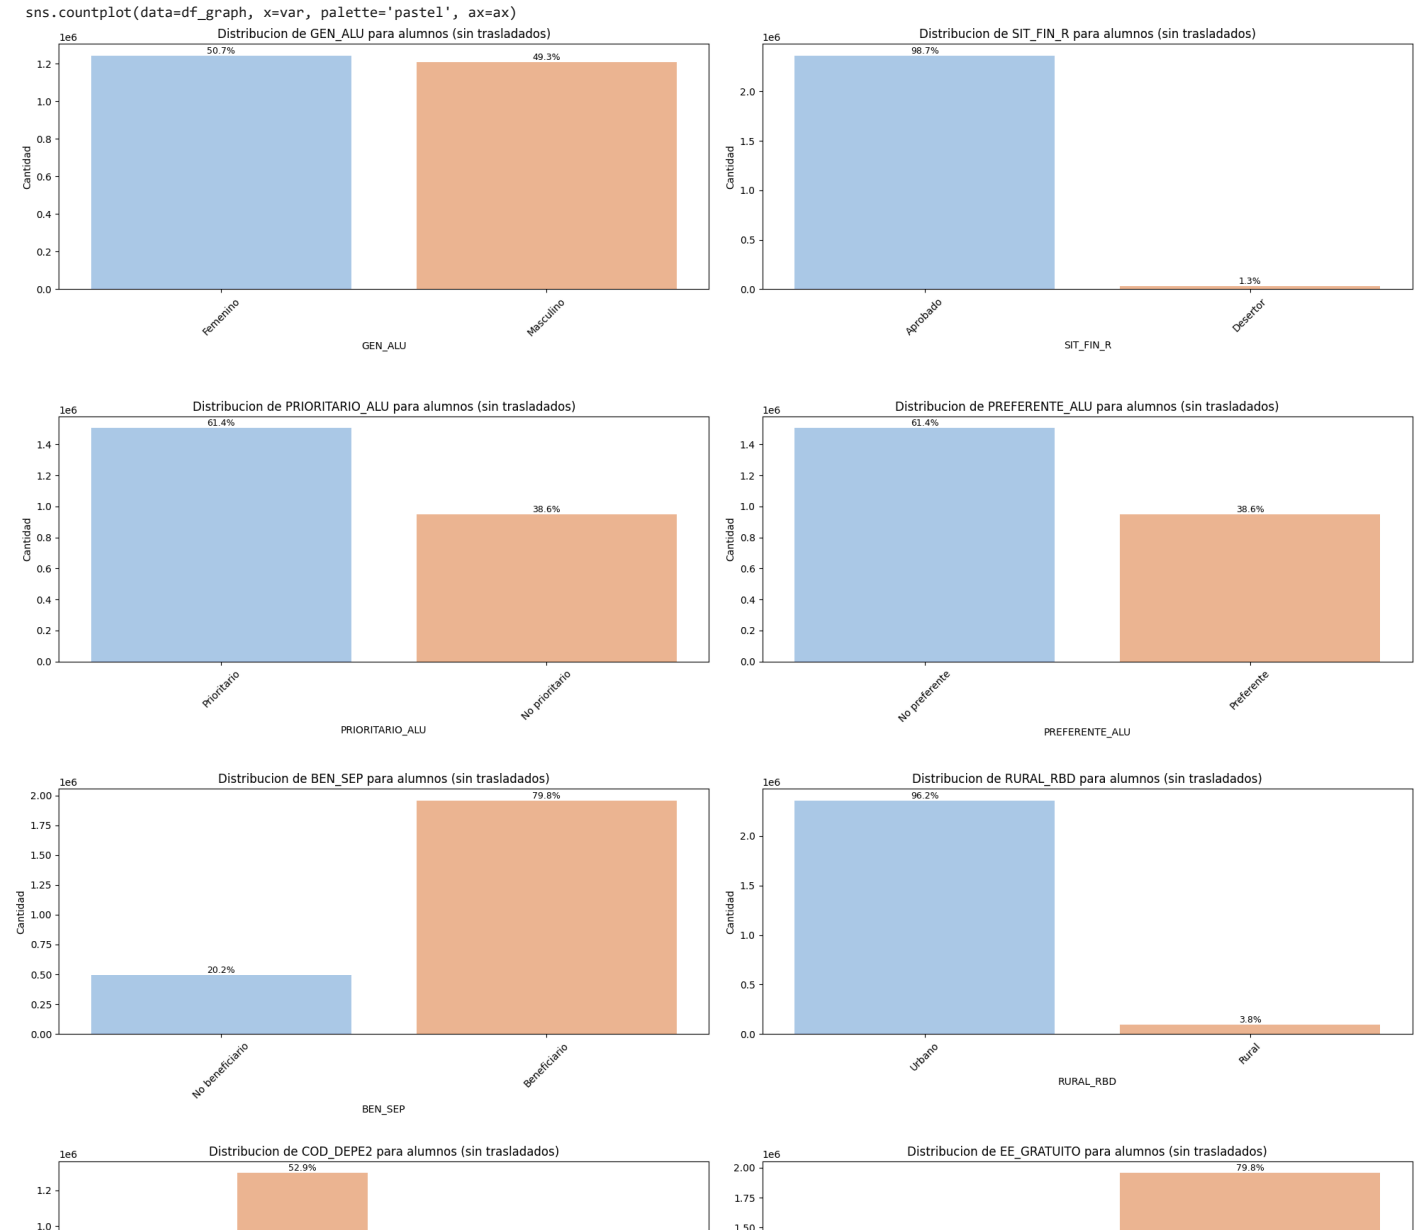 sns.countplot(data=df_graph, x=var, palette='pastel', ax=ax)
Distribucion de GEN_ALU para alumnos (sin trasladados)
1e6
50.7%
49.3%
1.2
1.0
0.8
0.6
0.4
0.2
0.0
Cantidad
Femenino
Masculino
GEN_ALU
Distribucion de SIT_FIN_R para alumnos (sin trasladados)
1e6
98.7%
1.3%
2.0
1.5
1.0
0.5
0.0
Cantidad
Aprobado
Desertor
SIT_FIN_R
Distribucion de PRIORITARIO_ALU para alumnos (sin trasladados)
1e6
61.4%
38.6%
1.4
1.2
1.0
0.8
0.6
0.4
0.2
0.0
Cantidad
Prioritario
No prioritario
PRIORITARIO_ALU
Distribucion de PREFERENTE_ALU para alumnos (sin trasladados)
1e6
61.4%
38.6%
1.4
1.2
1.0
0.8
0.6
0.4
0.2
0.0
Cantidad
No preferente
Preferente
PREFERENTE_ALU
Distribucion de BEN_SEP para alumnos (sin trasladados)
1e6
79.8%
20.2%
2.00
1.75
1.50
1.25
1.00
0.75
0.50
0.25
0.00
Cantidad
No beneficiario
Beneficiario
BEN_SEP
Distribucion de RURAL_RBD para alumnos (sin trasladados)
1e6
96.2%
3.8%
2.0
1.5
1.0
0.5
0.0
Cantidad
Urbano
Rural
RURAL_RBD
Distribucion de COD_DEPE2 para alumnos (sin trasladados)
1e6
52.9%
1.2
1.0
Distribucion de EE_GRATUITO para alumnos (sin trasladados)
1e6
79.8%
2.00
1.75
1.50